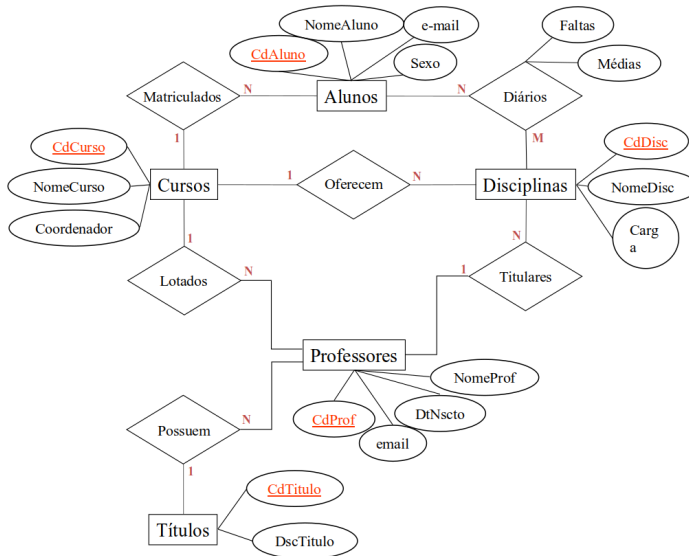 NomeAluno
e-mail
Faltas
CdAluno
Sexo
Médias
Matriculados
N
Alunos
N
Diários
1
M
CdCurso
CdDisc
NomeCurso
Cursos
1
Oferecem
N
Disciplinas
NomeDisc
Coordenador
Carg
a
1
N
Lotados
N
1
Titulares
Professores
NomeProf
CdProf
DtNscto
email
Possuem
N
1
CdTitulo
Títulos
DscTitulo